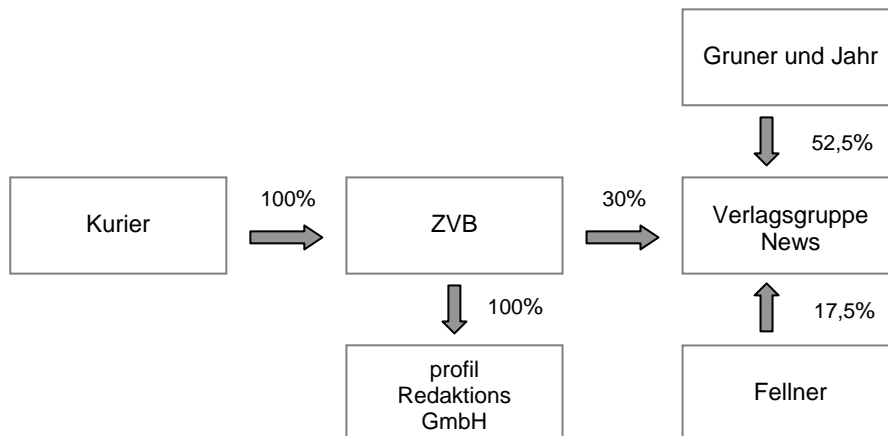 Gruner und Jahr
52,5%
Kurier
100%
ZVB
30%
Verlagsgruppe
News
100%
17,5%
profil
Redaktions
GmbH
Fellner